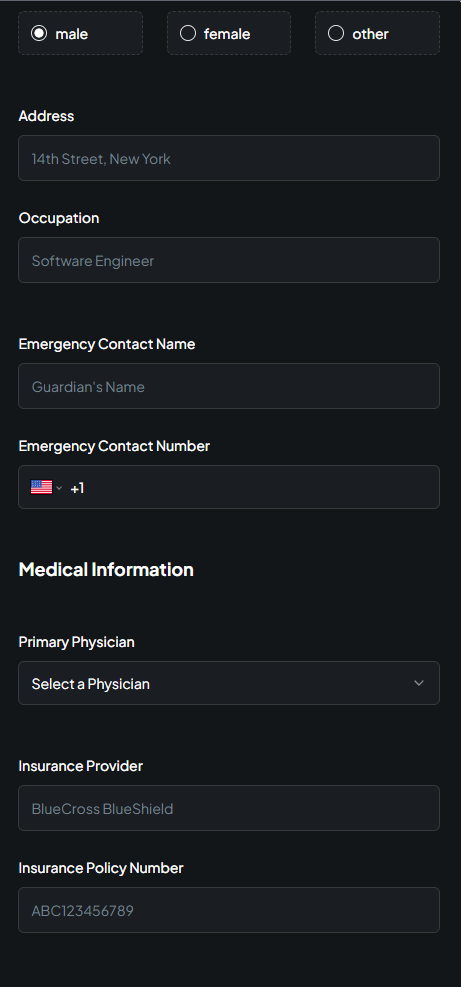 male female other
Address
14th Street, New York
Occupation
Software Engineer
Emergency Contact Name
Guardian's Name
Emergency Contact Number
+1
Medical Information
Primary Physician
Select a Physician
Insurance Provider
BlueCross BlueShield
Insurance Policy Number
ABC123456789